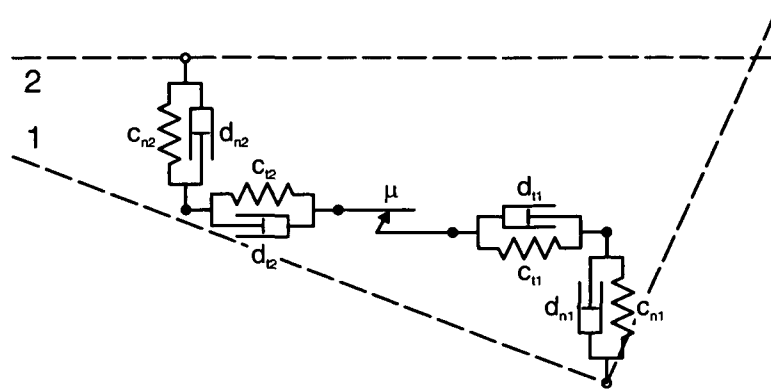 2
1
c_n2
d_n2
c_t2
d_t2
μ
d_t1
c_t1
d_n1
c_n1